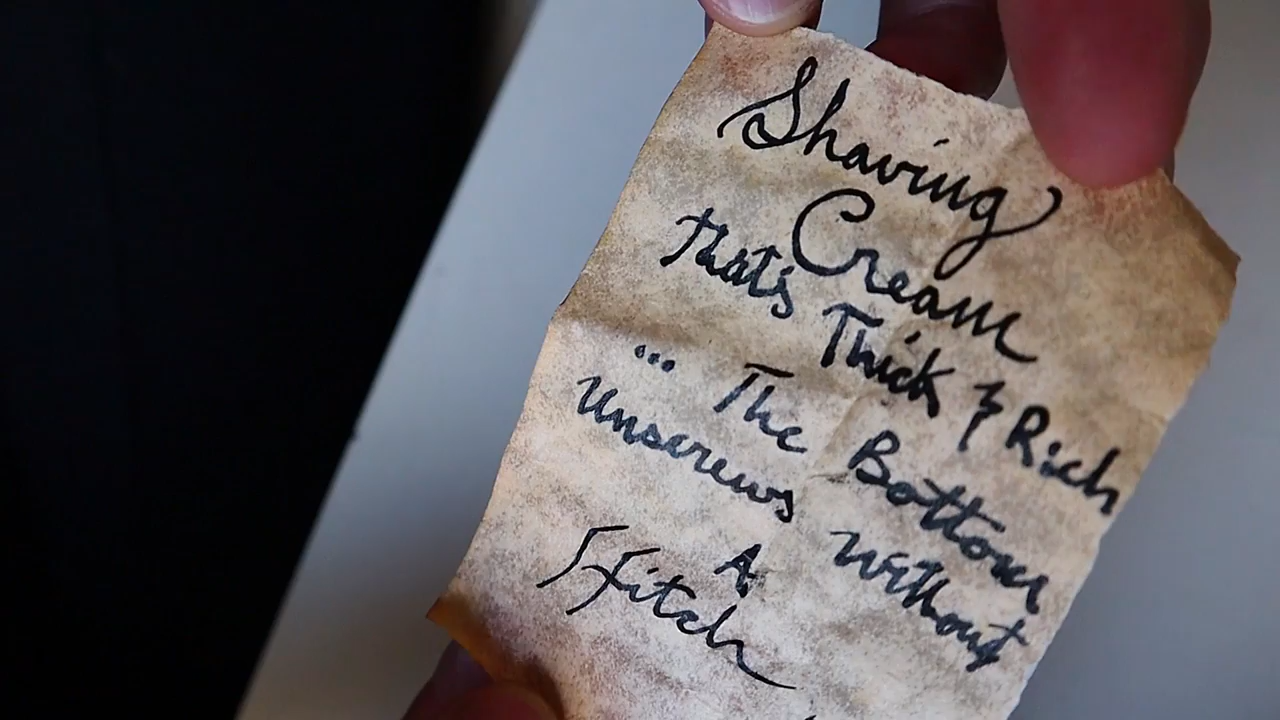 Shaving
Cream
that's Thick & Rich
... The Bottom
unscrews without
A
Hitch